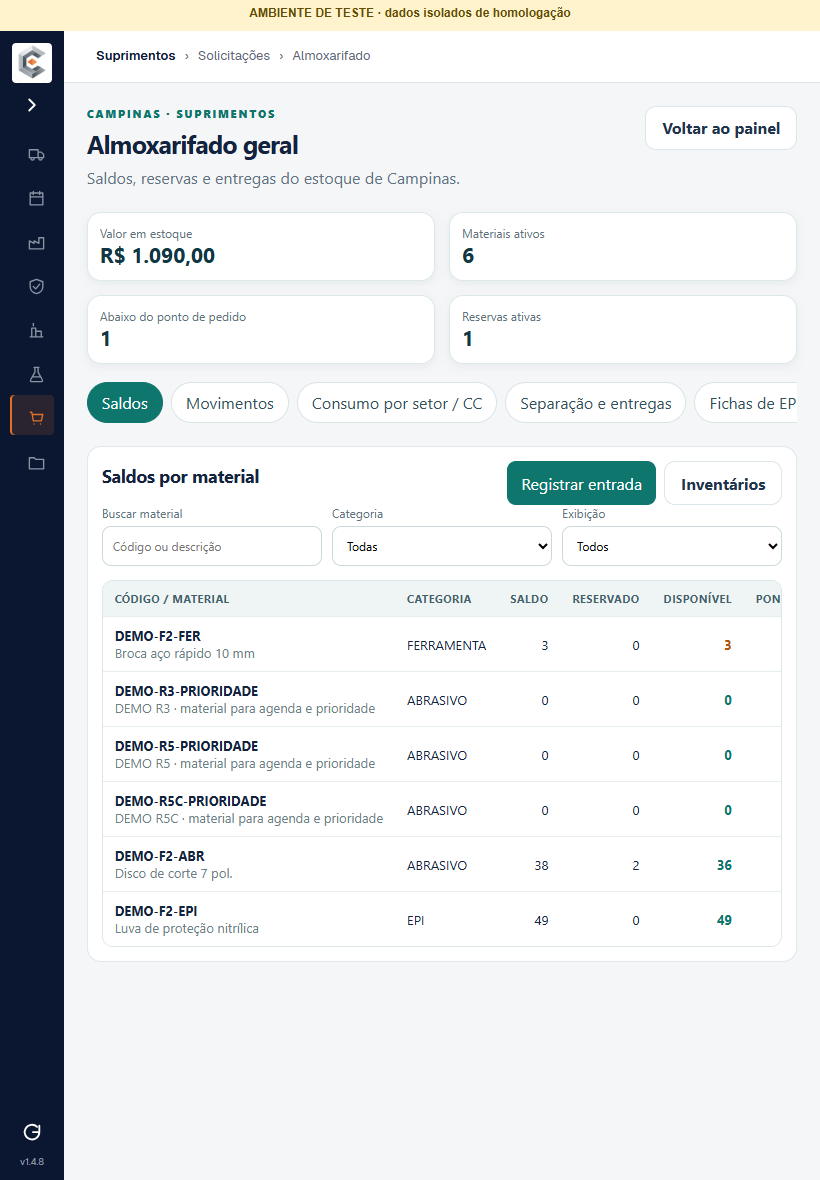 AMBIENTE DE TESTE · dados isolados de homologação
Suprimentos › Solicitações › Almoxarifado
CAMPINAS · SUPRIMENTOS
Almoxarifado geral
Voltar ao painel
Saldos, reservas e entregas do estoque de Campinas.
Valor em estoque
R$ 1.090,00
Materiais ativos
6
Abaixo do ponto de pedido
1
Reservas ativas
1
Saldos Movimentos Consumo por setor / CC Separação e entregas Fichas de EP
Saldos por material
Registrar entrada Inventários
Buscar material Categoria Exibição
Código ou descrição Todas Todos
CÓDIGO / MATERIAL CATEGORIA SALDO RESERVADO DISPONÍVEL PON
DEMO-F2-FER
Broca aço rápido 10 mm
FERRAMENTA 3 0 3
DEMO-R3-PRIORIDADE
DEMO R3 · material para agenda e prioridade
ABRASIVO 0 0 0
DEMO-R5-PRIORIDADE
DEMO R5 · material para agenda e prioridade
ABRASIVO 0 0 0
DEMO-R5C-PRIORIDADE
DEMO R5C · material para agenda e prioridade
ABRASIVO 0 0 0
DEMO-F2-ABR
Disco de corte 7 pol.
ABRASIVO 38 2 36
DEMO-F2-EPI
Luva de proteção nitrílica
EPI 49 0 49
v1.4.8